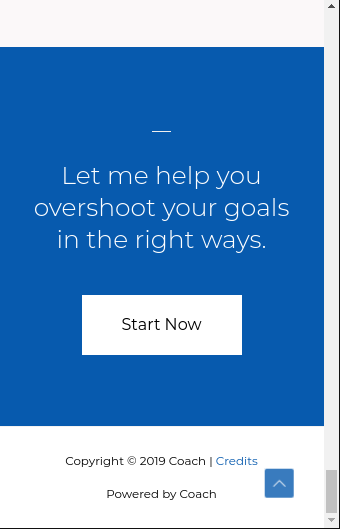 Let me help you
overshoot your goals
in the right ways.
Start Now
Copyright © 2019 Coach | Credits
Powered by Coach